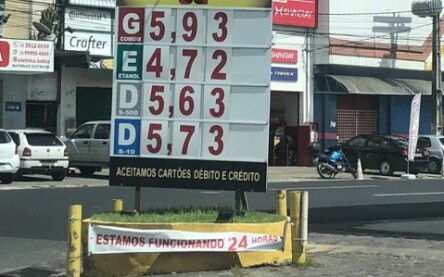 G COMUM 5,93
E ETANOL 4,72
D S-500 5,63
D S-10 5,73
ACEITAMOS CARTÕES DÉBITO E CRÉDITO
ESTAMOS FUNCIONANDO 24 HORAS
Continental
Crafter